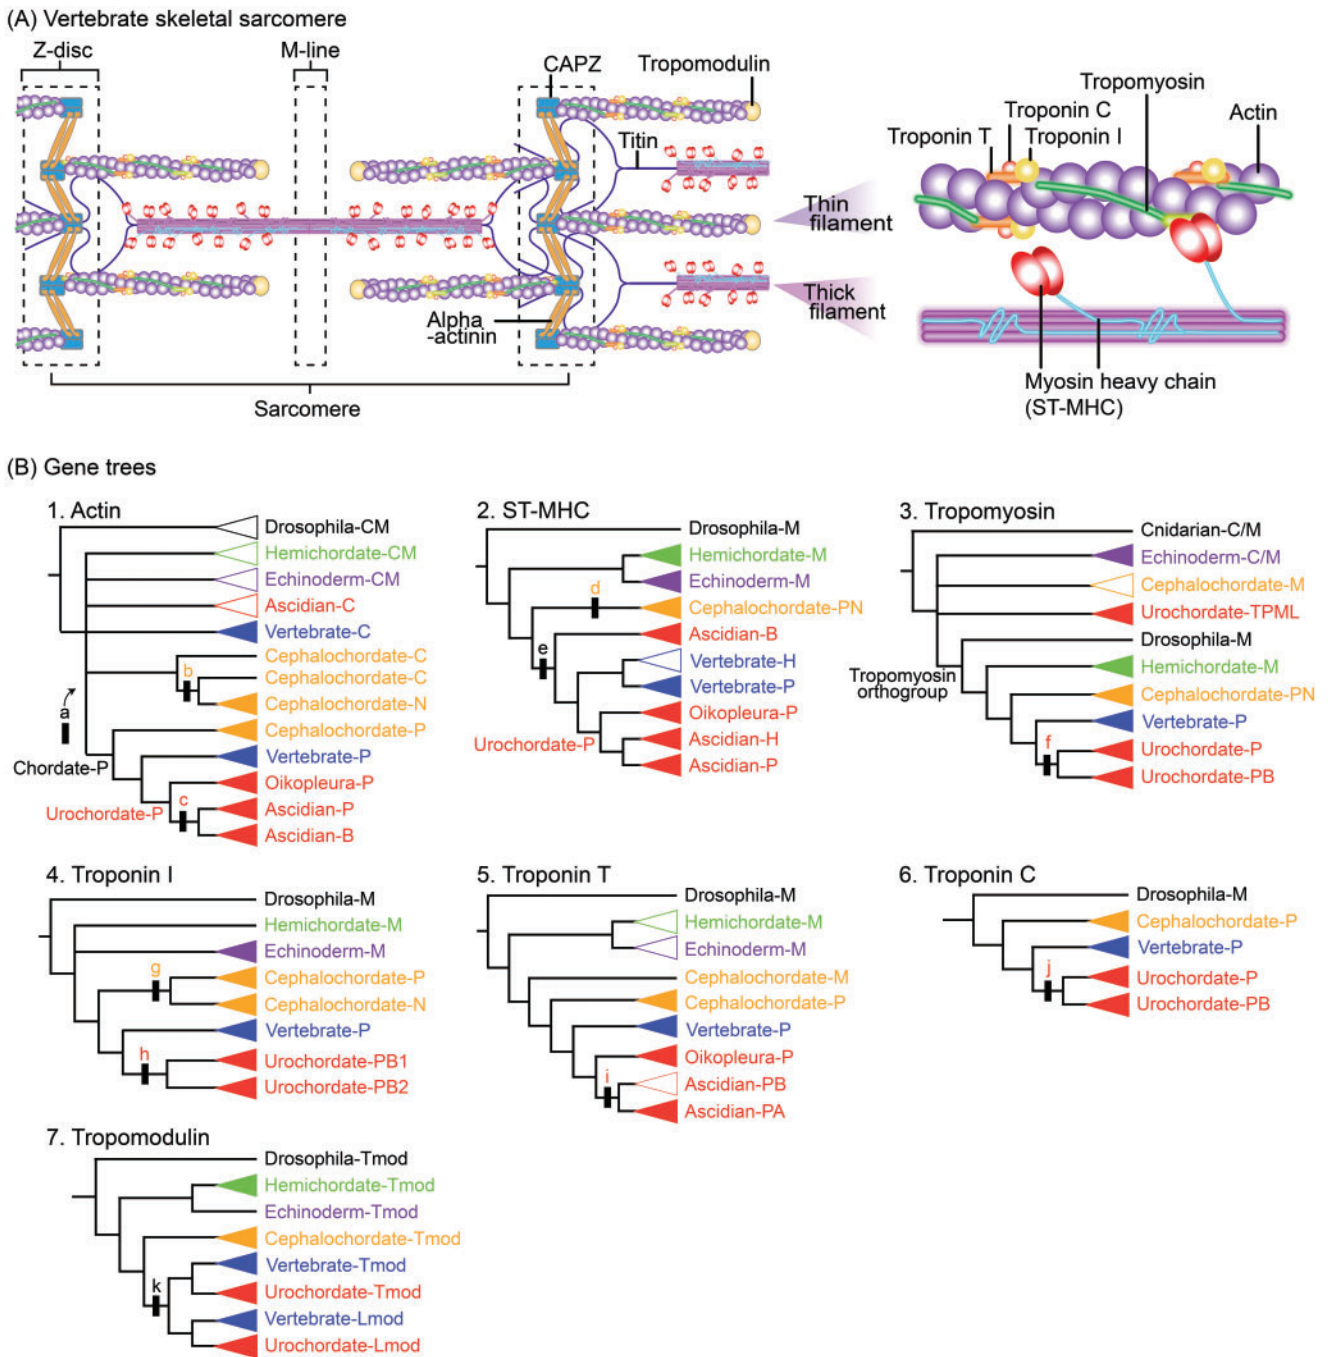 (A) Vertebrate skeletal sarcomere
Z-disc
M-line
CAPZ
Tropomodulin
Titin
Thin
filament
Thick
filament
Alpha
-actinin
Sarcomere
Tropomyosin
Troponin C
Troponin T
Troponin I
Actin
Myosin heavy chain
(ST-MHC)
(B) Gene trees
1. Actin
Drosophila-CM
Hemichordate-CM
Echinoderm-CM
Ascidian-C
Vertebrate-C
Cephalochordate-C
b
Cephalochordate-C
Cephalochordate-N
a
Cephalochordate-P
Chordate-P
Vertebrate-P
Oikopleura-P
Urochordate-P
c
Ascidian-P
Ascidian-B
2. ST-MHC
Drosophila-M
Hemichordate-M
Echinoderm-M
d
Cephalochordate-PN
Ascidian-B
e
Vertebrate-H
Vertebrate-P
Oikopleura-P
Urochordate-P
Ascidian-H
Ascidian-P
3. Tropomyosin
Cnidarian-C/M
Echinoderm-C/M
Cephalochordate-M
Urochordate-TPML
Drosophila-M
Tropomyosin
orthogroup
Hemichordate-M
Cephalochordate-PN
Vertebrate-P
f
Urochordate-P
Urochordate-PB
4. Troponin I
Drosophila-M
Hemichordate-M
Echinoderm-M
g
Cephalochordate-P
Cephalochordate-N
Vertebrate-P
h
Urochordate-PB1
Urochordate-PB2
5. Troponin T
Drosophila-M
Hemichordate-M
Echinoderm-M
Cephalochordate-M
Cephalochordate-P
Vertebrate-P
Oikopleura-P
i
Ascidian-PB
Ascidian-PA
6. Troponin C
Drosophila-M
Cephalochordate-P
Vertebrate-P
j
Urochordate-P
Urochordate-PB
7. Tropomodulin
Drosophila-Tmod
Hemichordate-Tmod
Echinoderm-Tmod
Cephalochordate-Tmod
Vertebrate-Tmod
k
Urochordate-Tmod
Vertebrate-Lmod
Urochordate-Lmod